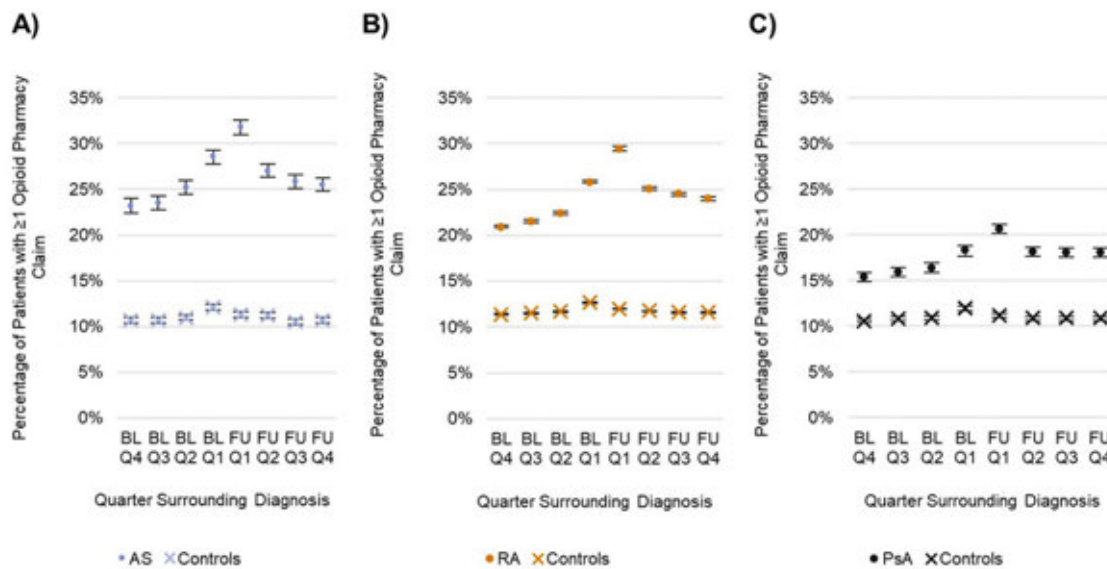 A)
Percentage of Patients with ≥1 Opioid Pharmacy
Claim
35%
30%
25%
20%
15%
10%
5%
0%
BL BL BL BL FU FU FU FU
Q4 Q3 Q2 Q1 Q1 Q2 Q3 Q4
Quarter Surrounding Diagnosis
AS Controls
B)
Percentage of Patients with ≥1 Opioid Pharmacy
Claim
35%
30%
25%
20%
15%
10%
5%
0%
BL BL BL BL FU FU FU FU
Q4 Q3 Q2 Q1 Q1 Q2 Q3 Q4
Quarter Surrounding Diagnosis
RA Controls
C)
Percentage of Patients with ≥1 Opioid Pharmacy
Claim
35%
30%
25%
20%
15%
10%
5%
0%
BL BL BL BL FU FU FU FU
Q4 Q3 Q2 Q1 Q1 Q2 Q3 Q4
Quarter Surrounding Diagnosis
PsA Controls